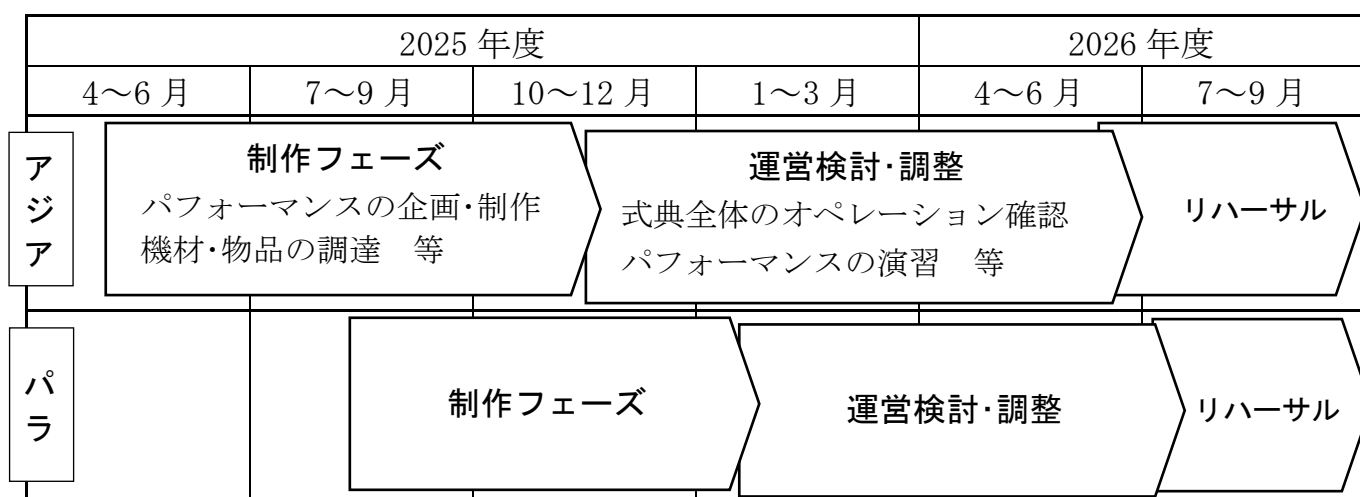 2025 年度
2026 年度
4～6 月
7～9 月
10～12 月
1～3 月
4～6 月
7～9 月
アジア
制作フェーズ
パフォーマンスの企画･制作
機材･物品の調達　等
運営検討･調整
式典全体のオペレーション確認
パフォーマンスの演習　等
リハーサル
パラ
制作フェーズ
運営検討･調整
リハーサル